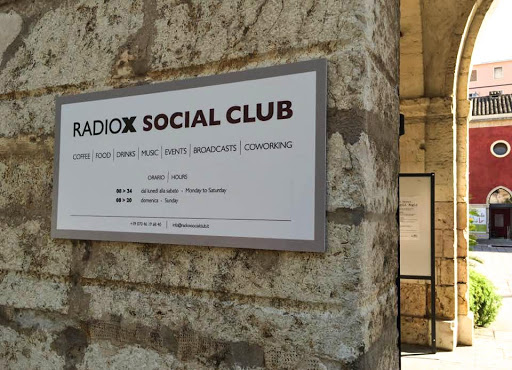 RADIOX SOCIAL CLUB
COFFEE | FOOD | DRINKS | MUSIC | EVENTS | BROADCASTS | COWORKING
ORARIO | HOURS
08 > 24 dal lunedì alla sabato - Monday to Saturday
08 > 20 domenica - Sunday